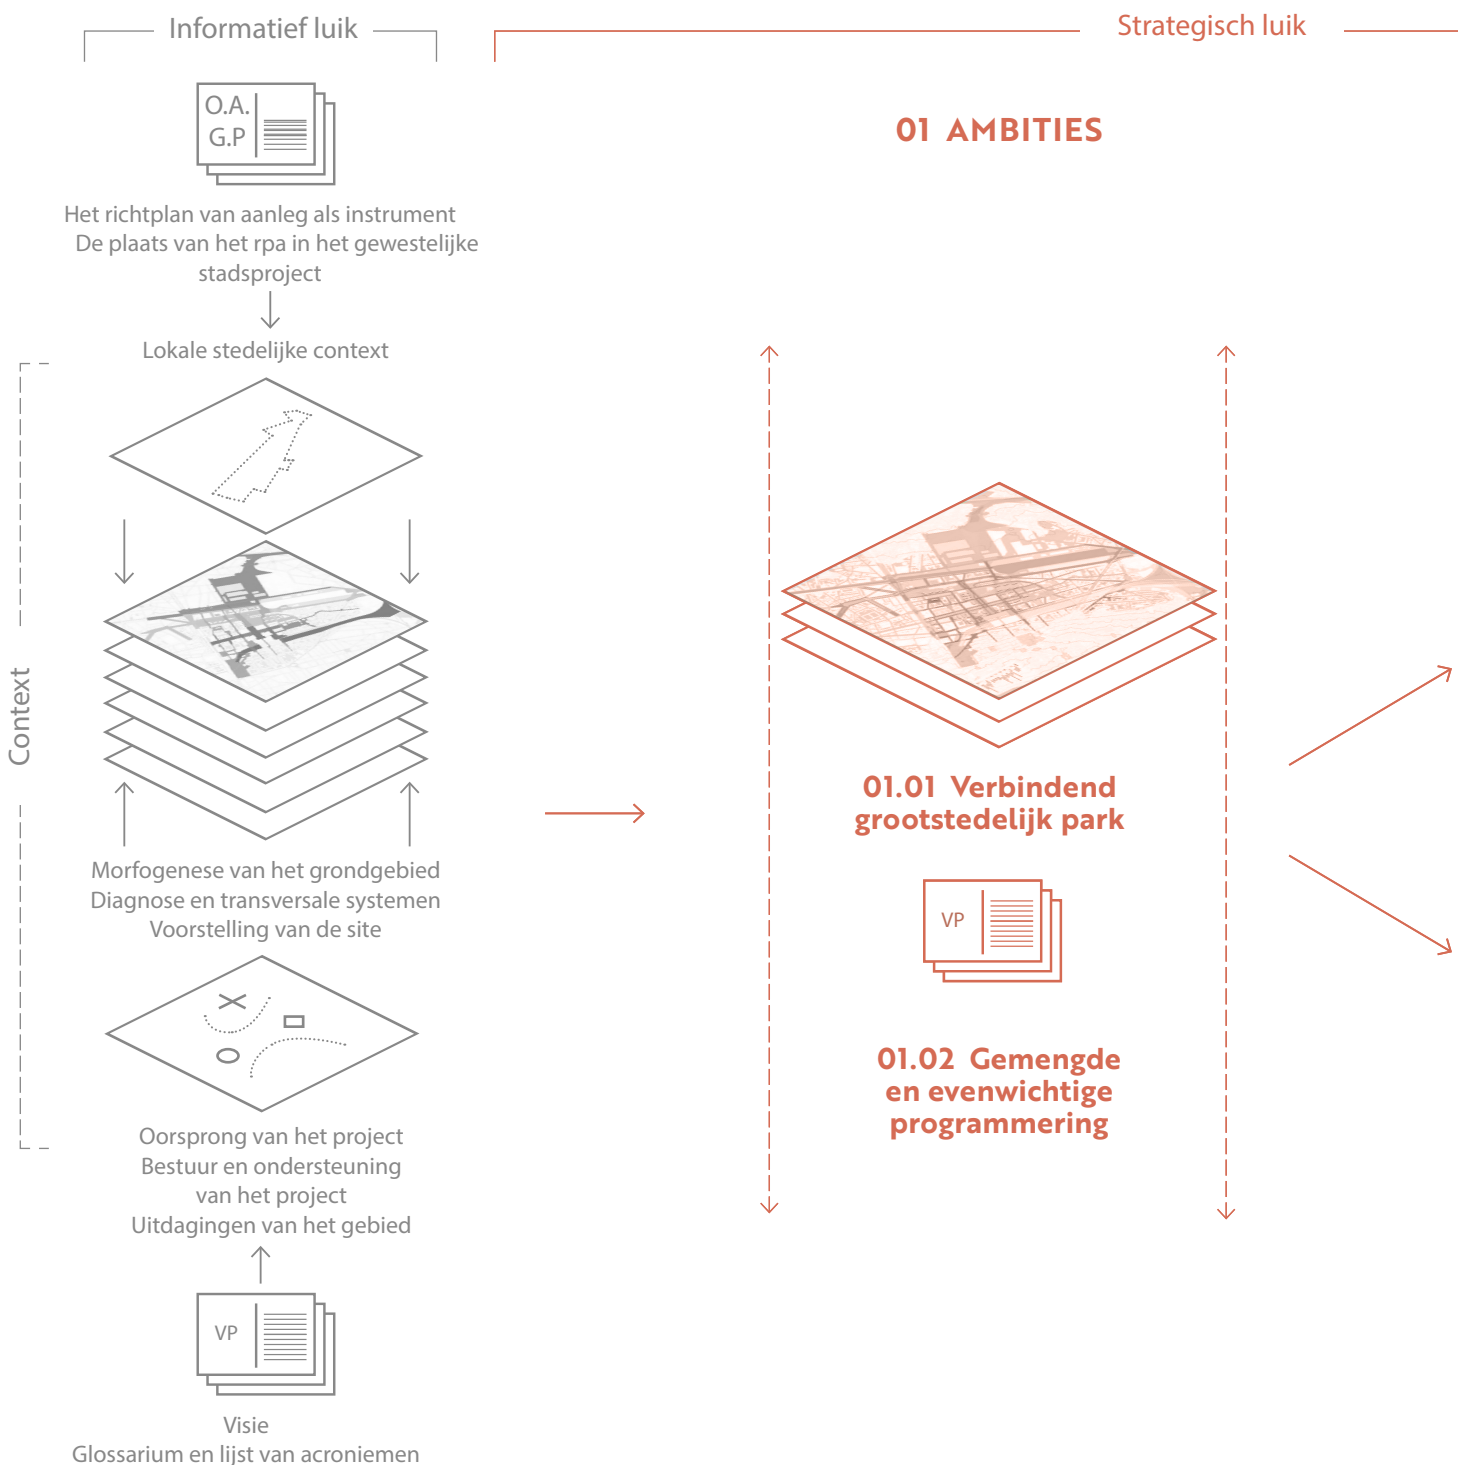 Informatief luik
Strategisch luik
O.A.
G.P
01 AMBITIES
Het richtplan van aanleg als instrument
De plaats van het rpa in het gewestelijke
stadsproject
Lokale stedelijke context
Context
Morfogenese van het grondgebied
Diagnose en transversale systemen
Voorstelling van de site
01.01 Verbindend
grootstedelijk park
VP
01.02 Gemengde
en evenwichtige
programmering
Oorsprong van het project
Bestuur en ondersteuning
van het project
Uitdagingen van het gebied
VP
Visie
Glossarium en lijst van acroniemen